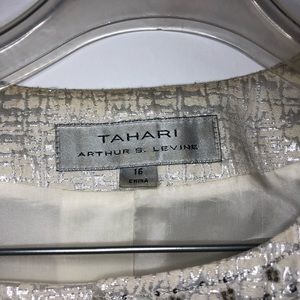 TAHARI
ARTHUR S. LEVINE
16
CHINA